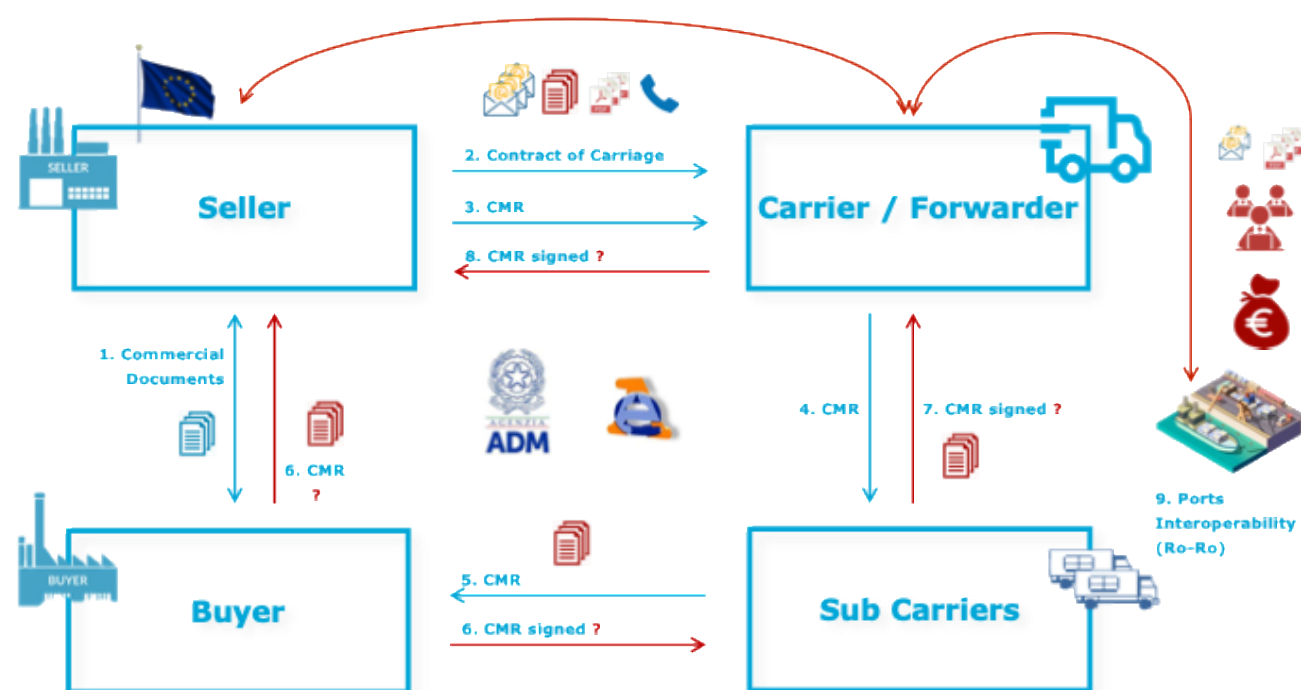 SELLER
Seller
2. Contract of Carriage
3. CMR
8. CMR signed ?
Carrier / Forwarder
PDF
PDF
1. Commercial
Documents
6. CMR
?
AGENZIA
ADM
4. CMR
7. CMR signed ?
9. Ports
Interoperability
(Ro-Ro)
BUYER
Buyer
5. CMR
6. CMR signed ?
Sub Carriers